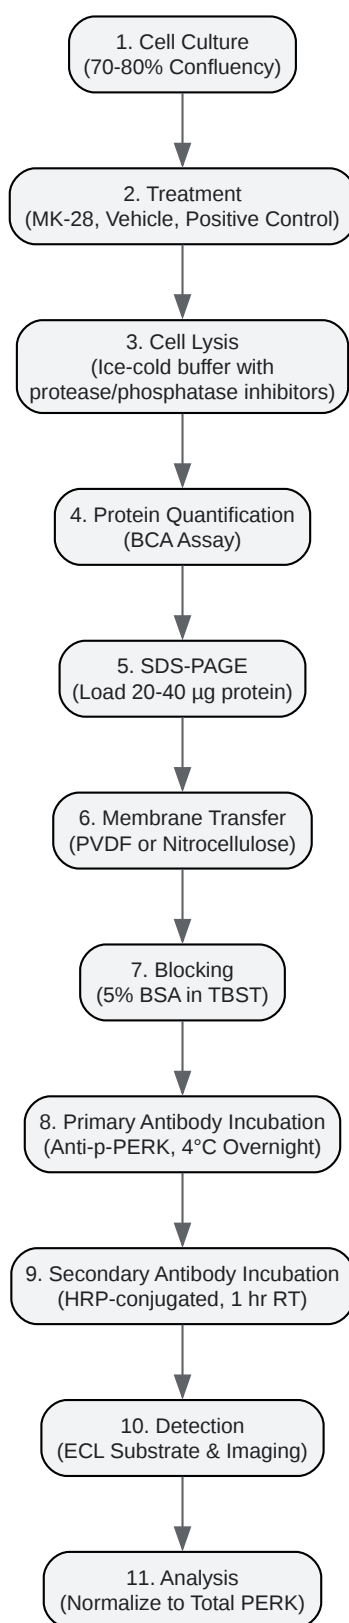 1. Cell Culture
(70-80% Confluency)
2. Treatment
(MK-28, Vehicle, Positive Control)
3. Cell Lysis
(Ice-cold buffer with
protease/phosphatase inhibitors)
4. Protein Quantification
(BCA Assay)
5. SDS-PAGE
(Load 20-40 µg protein)
6. Membrane Transfer
(PVDF or Nitrocellulose)
7. Blocking
(5% BSA in TBST)
8. Primary Antibody Incubation
(Anti-p-PERK, 4°C Overnight)
9. Secondary Antibody Incubation
(HRP-conjugated, 1 hr RT)
10. Detection
(ECL Substrate & Imaging)
11. Analysis
(Normalize to Total PERK)